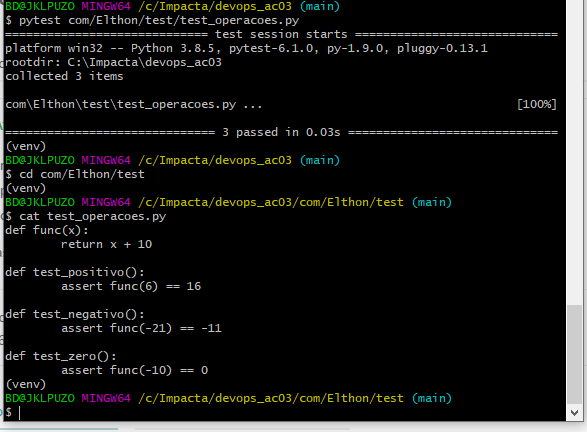 BD@JKLPUZO MINGW64 /c/Impacta/devops_ac03 (main)
$ pytest com/Elthon/test/test_operacoes.py
============================= test session starts =============================
platform win32 -- Python 3.8.5, pytest-6.1.0, py-1.9.0, pluggy-0.13.1
rootdir: C:\Impacta\devops_ac03
collected 3 items

com\Elthon\test\test_operacoes.py ... [100%]

============================== 3 passed in 0.03s ==============================
(venv)
BD@JKLPUZO MINGW64 /c/Impacta/devops_ac03 (main)
$ cd com/Elthon/test
(venv)
BD@JKLPUZO MINGW64 /c/Impacta/devops_ac03/com/Elthon/test (main)
$ cat test_operacoes.py
def func(x):
        return x + 10

def test_positivo():
        assert func(6) == 16

def test_negativo():
        assert func(-21) == -11

def test_zero():
        assert func(-10) == 0
(venv)
BD@JKLPUZO MINGW64 /c/Impacta/devops_ac03/com/Elthon/test (main)
$